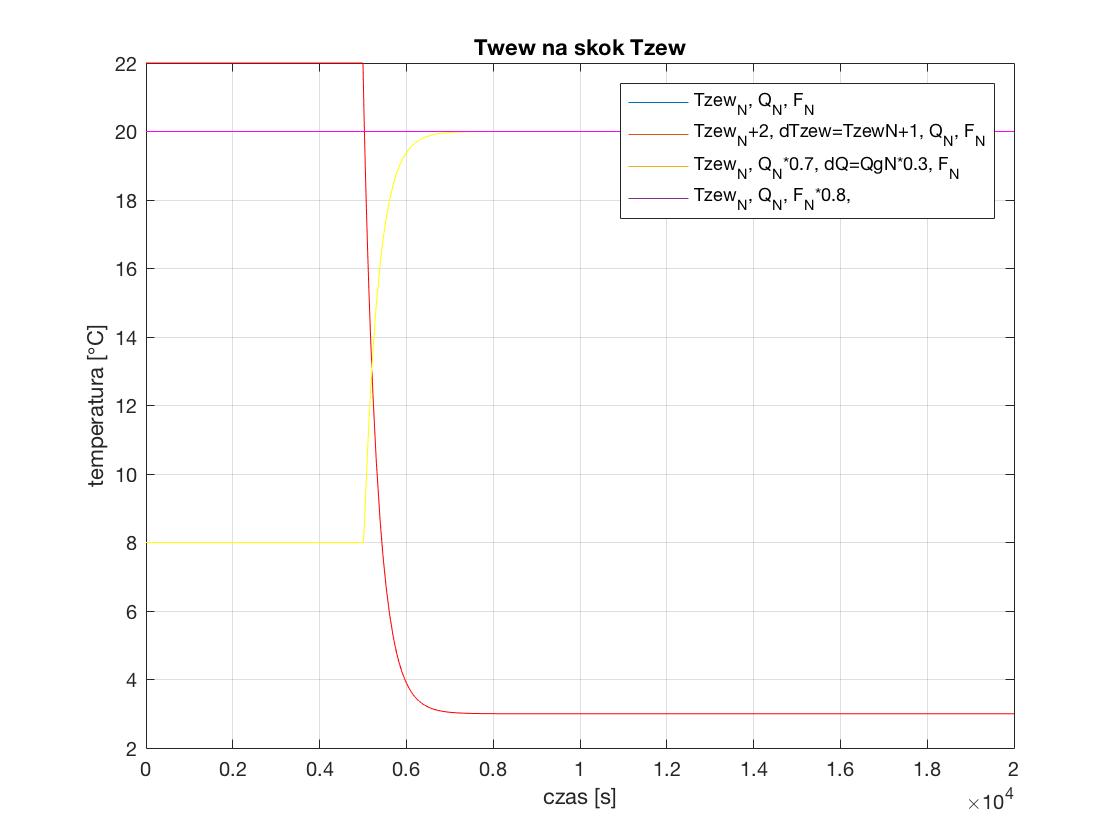 Twew na skok Tzew
22
20
18
16
14
12
10
8
6
4
2
temperatura [°C]
TzewN, QN, FN
TzewN+2, dTzew=TzewN+1, QN, FN
TzewN, QN*0.7, dQ=QgN*0.3, FN
TzewN, QN, FN*0.8,
0 0.2 0.4 0.6 0.8 1 1.2 1.4 1.6 1.8 2
czas [s]
×10^4